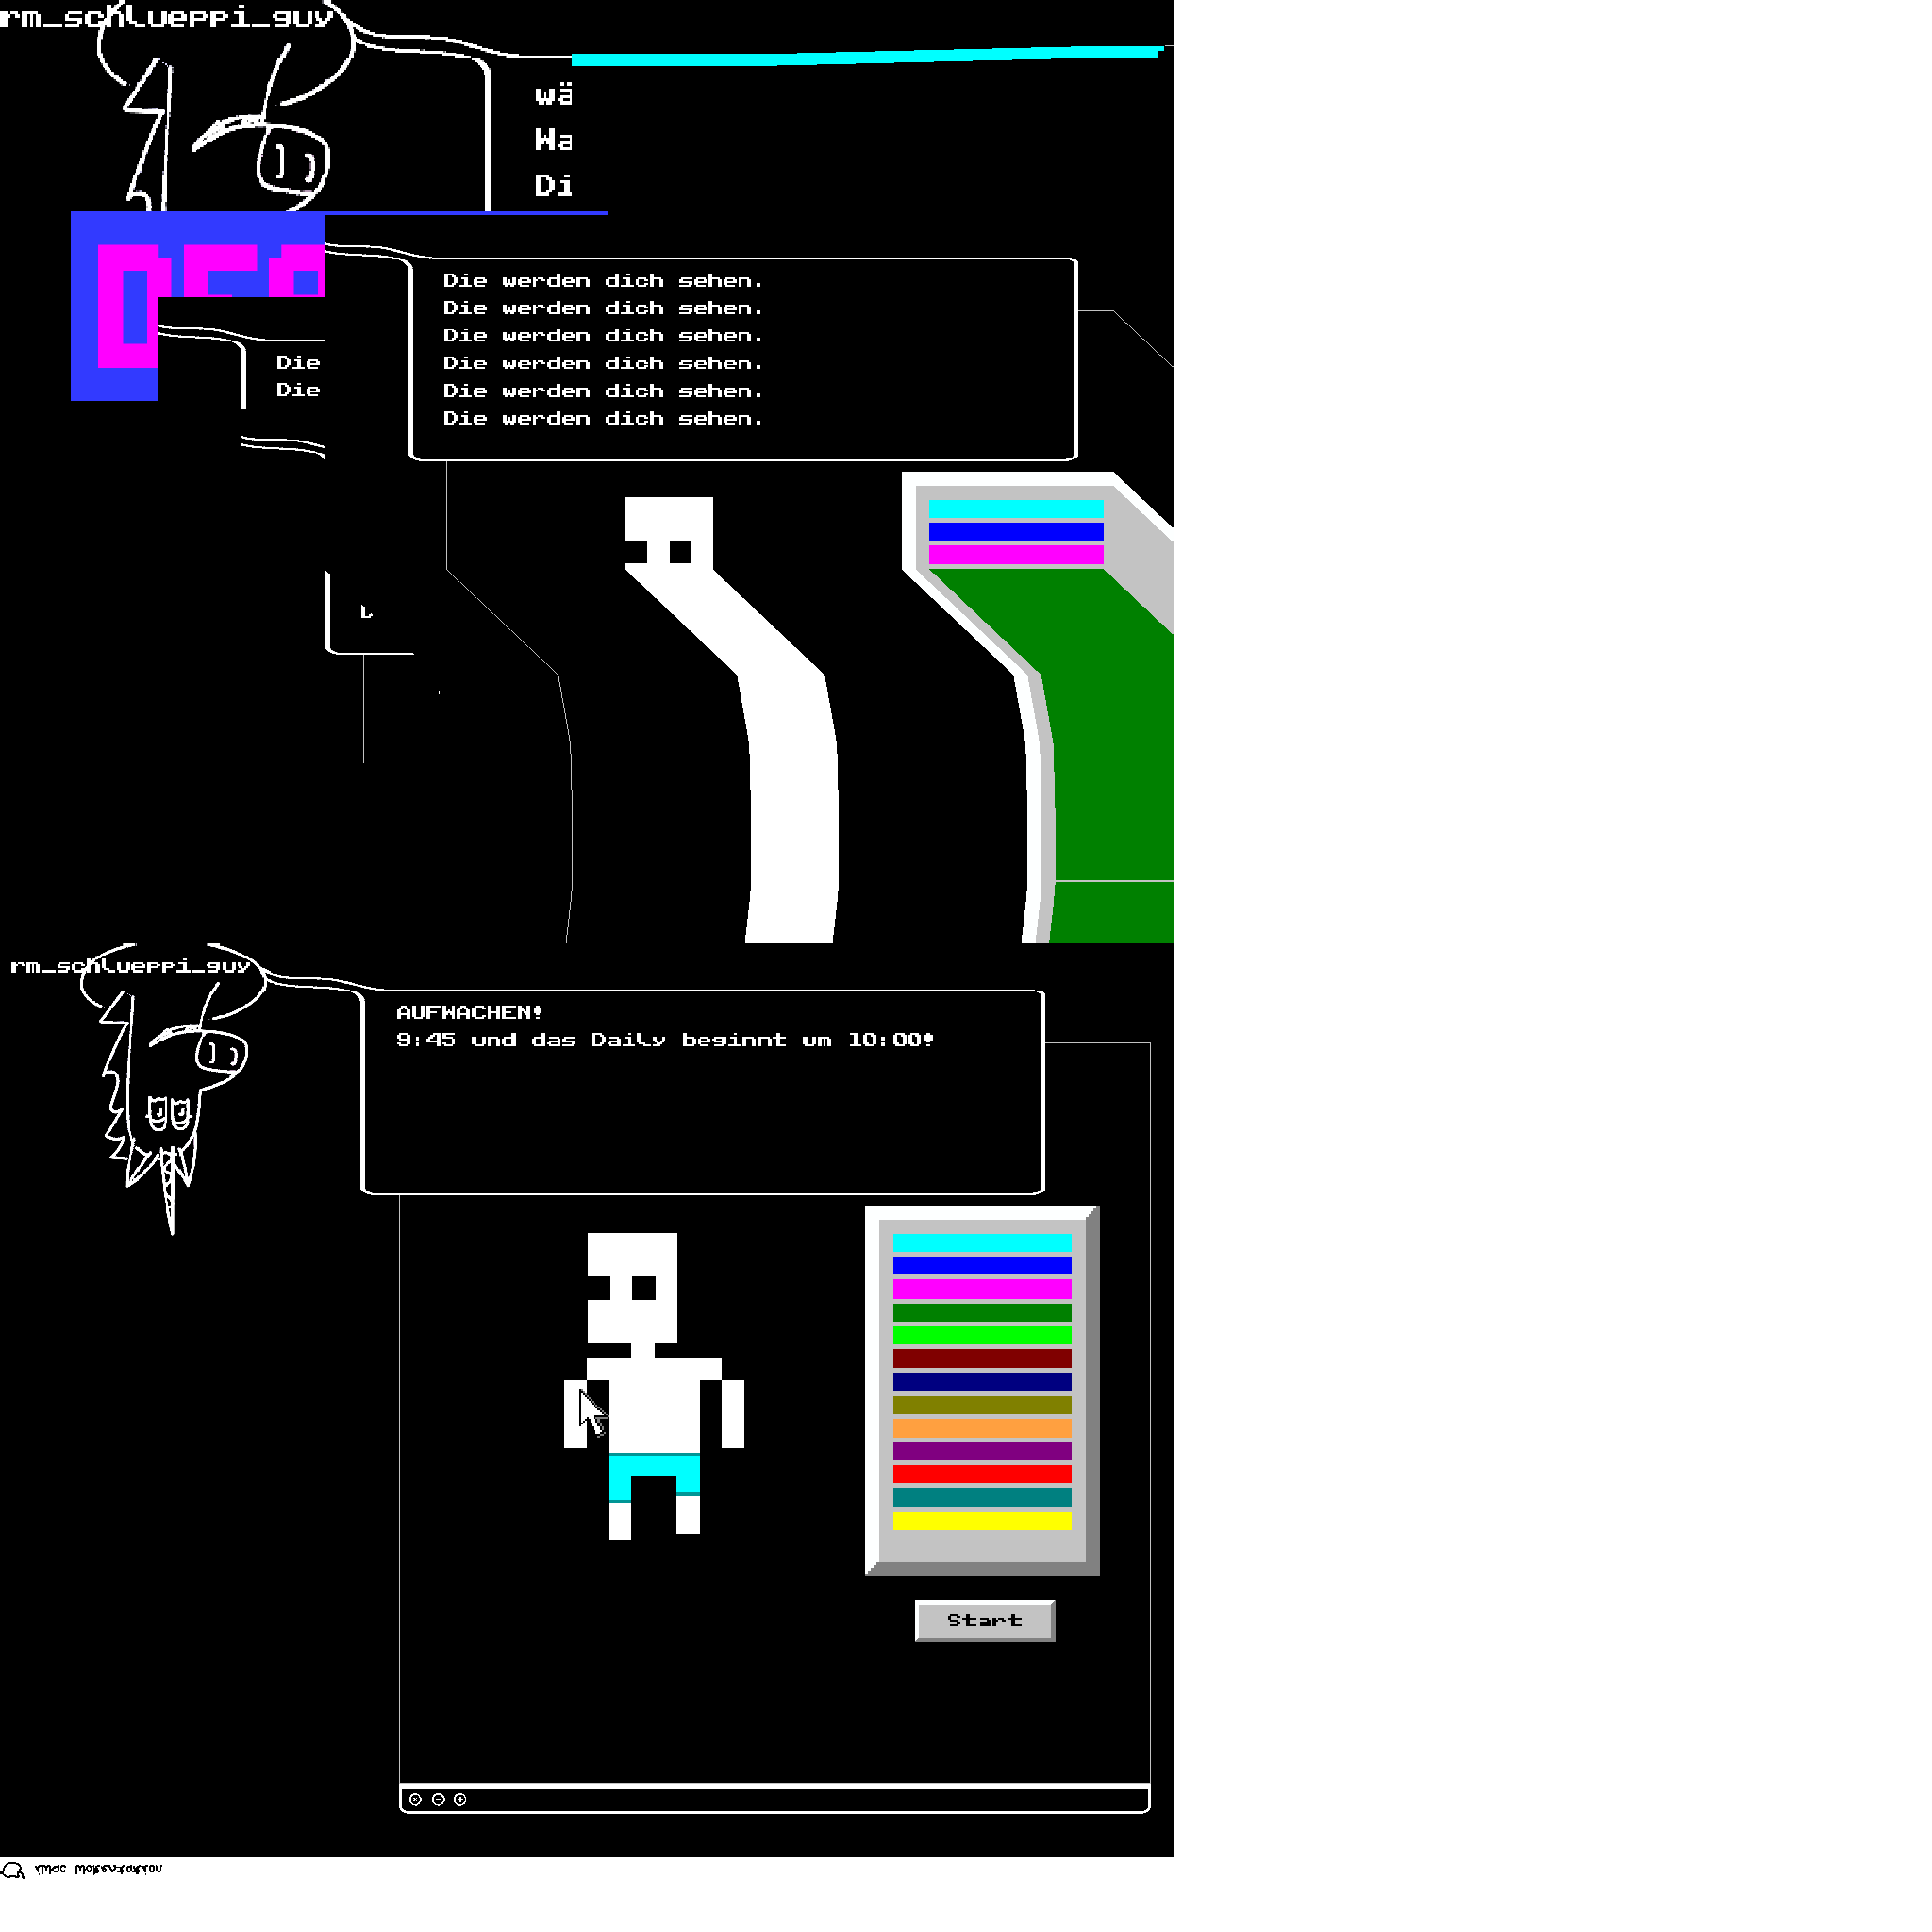 rm_schlueppi_guy
wä
Wa
Di
Die werden dich sehen.
Die werden dich sehen.
Die werden dich sehen.
Die werden dich sehen.
Die werden dich sehen.
Die werden dich sehen.
Die
Die
rm_schlueppi_guy
AUFWACHEN!
9:45 und das Daily beginnt um 10:00!
Start